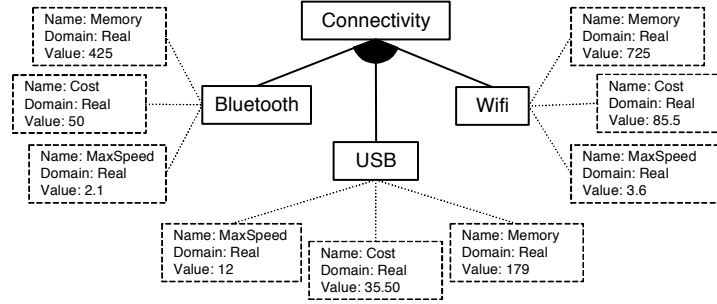 Connectivity
Name: Memory
Domain: Real
Value: 425
Name: Cost
Domain: Real
Value: 50
Name: MaxSpeed
Domain: Real
Value: 2.1
Bluetooth
USB
Wifi
Name: Memory
Domain: Real
Value: 725
Name: Cost
Domain: Real
Value: 85.5
Name: MaxSpeed
Domain: Real
Value: 3.6
Name: MaxSpeed
Domain: Real
Value: 12
Name: Cost
Domain: Real
Value: 35.50
Name: Memory
Domain: Real
Value: 179